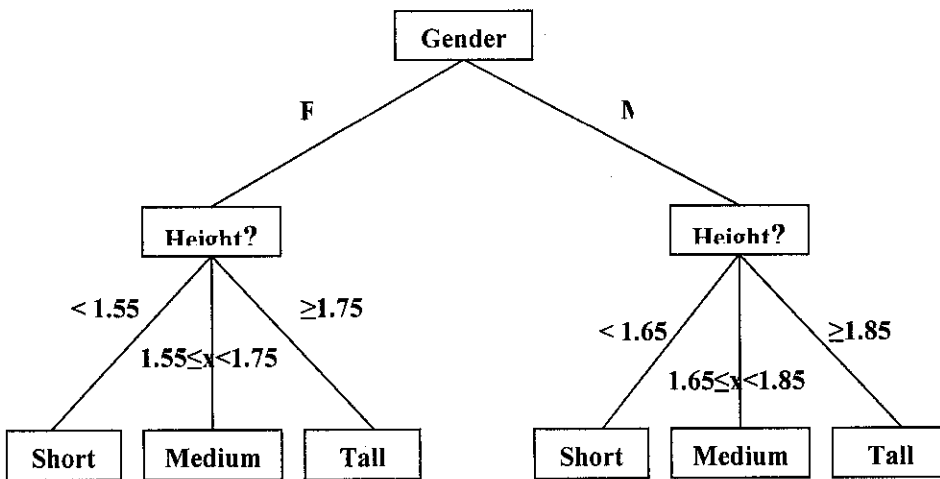 Gender
F
M
Height?
Height?
< 1.55
≥1.75
1.55≤x<1.75
< 1.65
≥1.85
1.65≤x<1.85
Short
Medium
Tall
Short
Medium
Tall